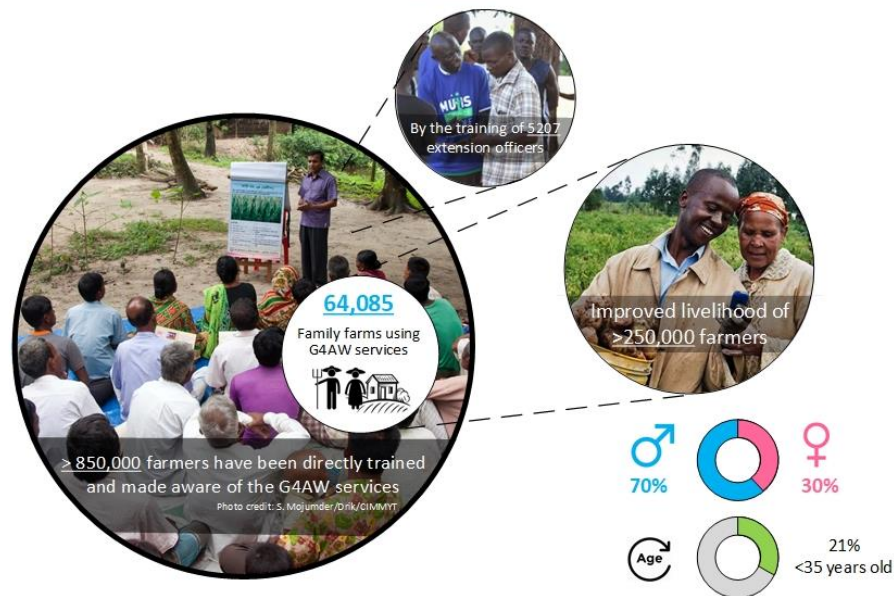 By the training of 5207
extension officers
64,085
Family farms using
G4AW services
Improved livelihood of
>250,000 farmers
> 850,000 farmers have been directly trained
and made aware of the G4AW services
Photo credit: S. Mojumder/Drik/CIMMYT
70%
30%
Age
21%
<35 years old